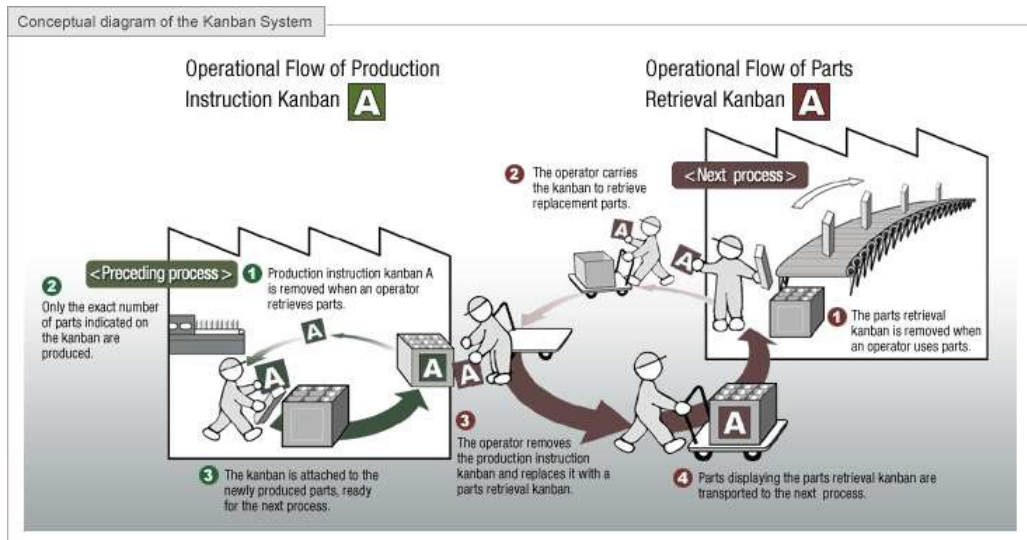 Conceptual diagram of the Kanban System
Operational Flow of Production
Instruction Kanban A
Operational Flow of Parts
Retrieval Kanban A
<Preceding process>
1 Production instruction kanban A
is removed when an operator
retrieves parts.
2
Only the exact number
of parts indicated on
the kanban are
produced.
A
A
A
A
3 The kanban is attached to the
newly produced parts, ready
for the next process.
<Next process>
1 The parts retrieval
kanban is removed when
an operator uses parts.
2 The operator carries
the kanban to retrieve
replacement parts.
A
A
3
The operator removes
the production instruction
kanban and replaces it with a
parts retrieval kanban.
A
4 Parts displaying the parts retrieval kanban are
transported to the next process.